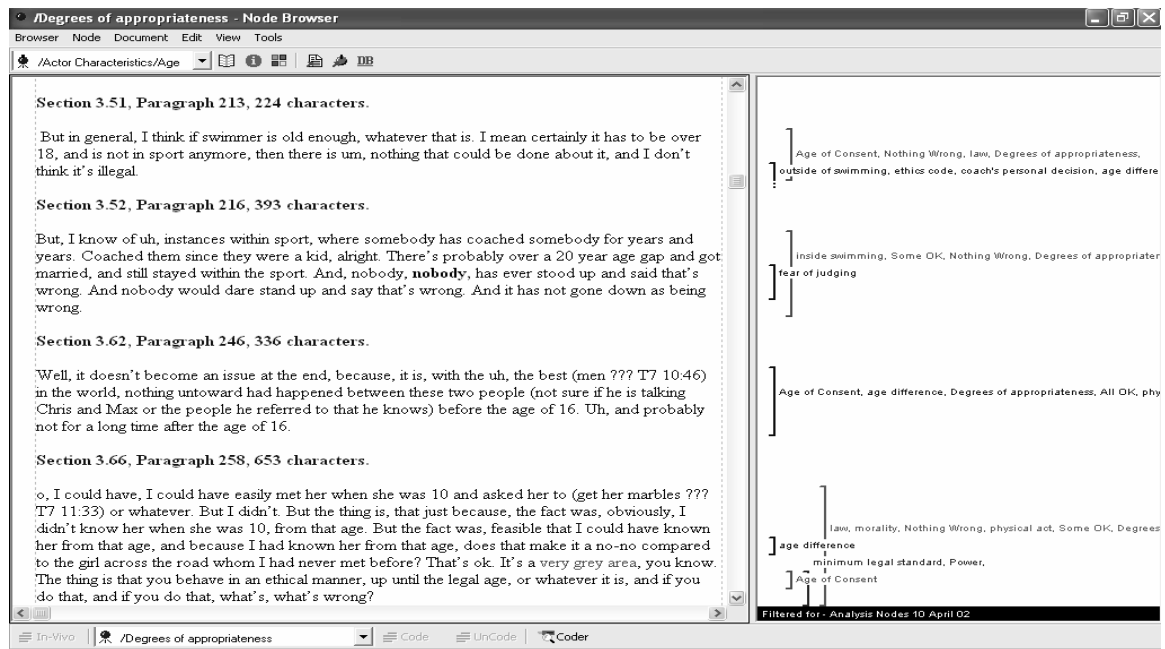 /Degrees of appropriateness - Node Browser
Browser Node Document Edit View Tools
/Actor Characteristics/Age DB
Section 3.51, Paragraph 213, 224 characters.
But in general, I think if swimmer is old enough, whatever that is. I mean certainly it has to be over
18, and is not in sport anymore, then there is um, nothing that could be done about it, and I don't
think it's illegal.
Section 3.52, Paragraph 216, 393 characters.
But, I know of uh, instances within sport, where somebody has coached somebody for years and
years. Coached them since they were a kid, alright. There's probably over a 20 year age gap and got
married, and still stayed within the sport. And, nobody, nobody, has ever stood up and said that's
wrong. And nobody would dare stand up and say that's wrong. And it has not gone down as being
wrong.
Section 3.62, Paragraph 246, 336 characters.
Well, it doesn't become an issue at the end, because, it is, with the uh, the best (men ??? T7 10:46)
in the world, nothing untoward had happened between these two people (not sure if he is talking
Chris and Max or the people he referred to that he knows) before the age of 16. Uh, and probably
not for a long time after the age of 16.
Section 3.66, Paragraph 258, 653 characters.
o, I could have, I could have easily met her when she was 10 and asked her to (get her marbles ???
T7 11:33) or whatever. But I didn't. But the thing is, that just because, the fact was, obviously, I
didn't know her when she was 10, from that age. But the fact was, feasible that I could have known
her from that age, and because I had known her from that age, does that make it a no-no compared
to the girl across the road whom I had never met before? That's ok. It's a very grey area, you know.
The thing is that you behave in an ethical manner, up until the legal age, or whatever it is, and if you
do that, and if you do that, what's, what's wrong?
Age of Consent, Nothing Wrong, law, Degrees of appropriateness,
outside of swimming, ethics code, coach's personal decision, age differe
inside swimming, Some OK, Nothing Wrong, Degrees of appropriater
fear of judging
Age of Consent, age difference, Degrees of appropriateness, All OK, phy
law, morality, Nothing Wrong, physical act, Some OK, Degrees
age difference
minimum legal standard, Power,
Age of Consent
Filtered for - Analysis Nodes 10 April 02
In-Vivo /Degrees of appropriateness Code UnCode Coder